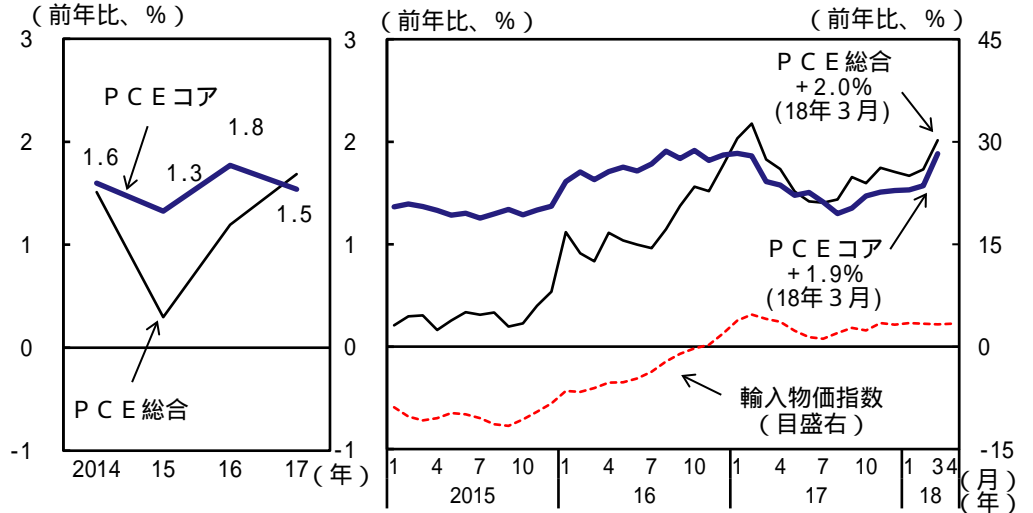 （前年比、％）
3
2
1
0
-1
ＰＣＥコア
1.6
1.3
1.8
1.5
ＰＣＥ総合
2014 15 16 17 （年）
（前年比、％）
3
2
1
0
-1
45
30
15
0
-15
ＰＣＥ総合
+2.0%
(18年３月)
ＰＣＥコア
+1.9%
(18年３月)
輸入物価指数
（目盛右）
1 4 7 10 1 4 7 10 1 4 7 10 1 3 4 （月）
2015 16 17 18 （年）